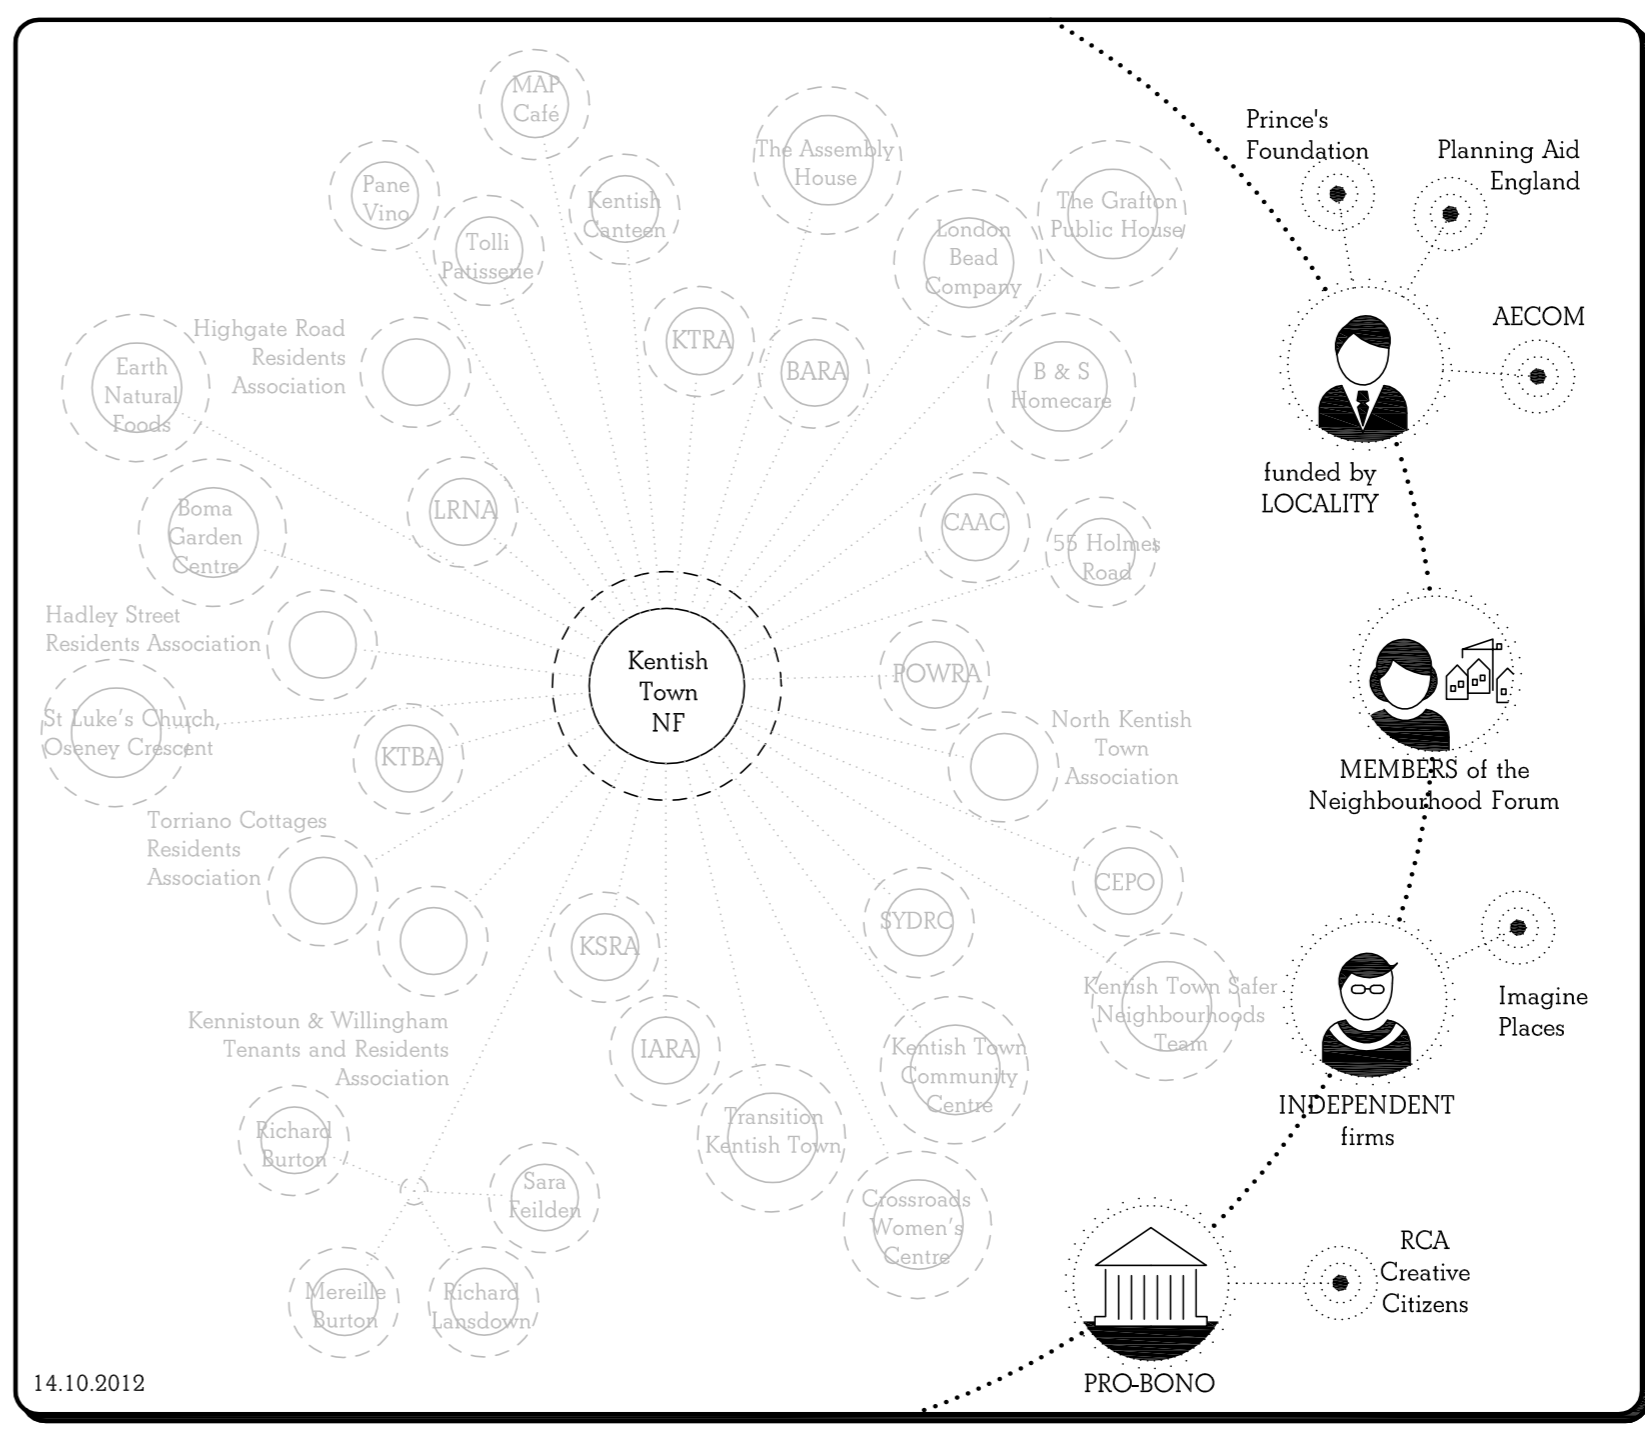 MAP
Café
The Assembly
House
Prince's
Foundation
Planning Aid
England
Pane
Vino
Kentish
Canteen
The Grafton
Public House
Tolli
Patisserie
London
Bead
Company
Highgate Road
Residents
Association
KTRA
BARA
AECOM
Earth
Natural
Foods
B & S
Homecare
funded by
LOCALITY
Boma
Garden
Centre
LRNA
CAAC
55 Holmes
Road
Hadley Street
Residents Association
Kentish
Town
NF
POWRA
St Luke's Church,
Oseney Crescent
KTBA
North Kentish
Town
Association
MEMBERS of the
Neighbourhood Forum
Torriano Cottages
Residents
Association
CEPO
SYDRC
KSRA
Kentish Town Safer
Neighbourhoods
Team
Imagine
Places
Kennistoun & Willingham
Tenants and Residents
Association
IARA
Kentish Town
Community
Centre
INDEPENDENT
firms
Richard
Burton
Transition
Kentish Town
Sara
Feilden
Crossroads
Women's
Centre
RCA
Creative
Citizens
Mereille
Burton
Richard
Lansdown
PRO-BONO
14.10.2012